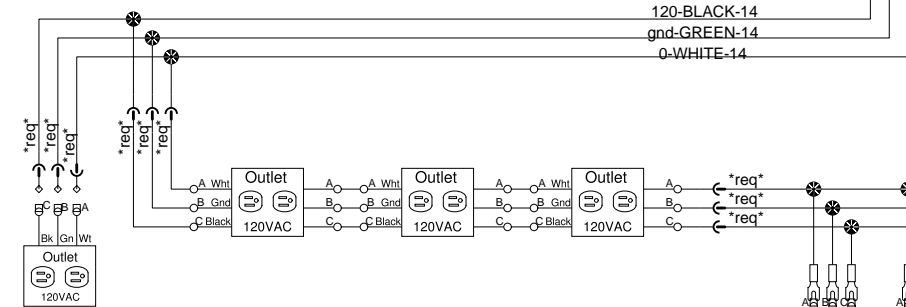 120-BLACK-14
gnd-GREEN-14
0-WHITE-14
*req* *req* *req*
*req* *req* *req*
Outlet Outlet Outlet
A Wht A A Wht A A Wht A *req*
B Gnd B B Gnd B B Gnd B *req*
C Black C C Black C C Black C *req*
120VAC 120VAC 120VAC
C B A
Bk Gn Wt
Outlet
120VAC
A B C A